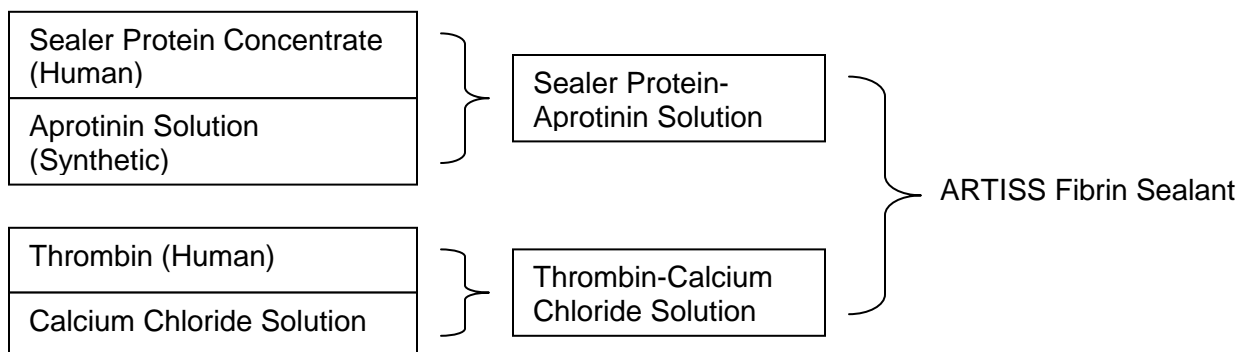 Sealer Protein Concentrate
(Human)
Aprotinin Solution
(Synthetic)
Sealer Protein-
Aprotinin Solution
Thrombin (Human)
Calcium Chloride Solution
Thrombin-Calcium
Chloride Solution
ARTISS Fibrin Sealant